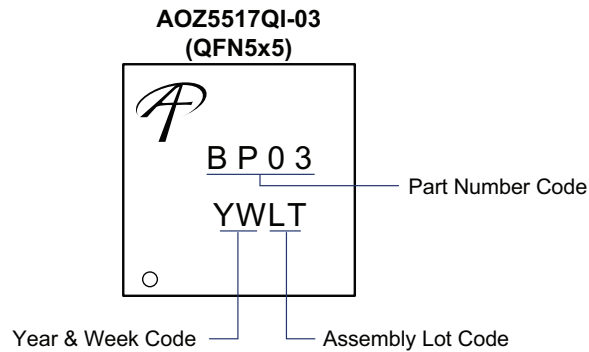 AOZ5517QI-03
(QFN5x5)
BP03
Part Number Code
YWLT
Year & Week Code
Assembly Lot Code